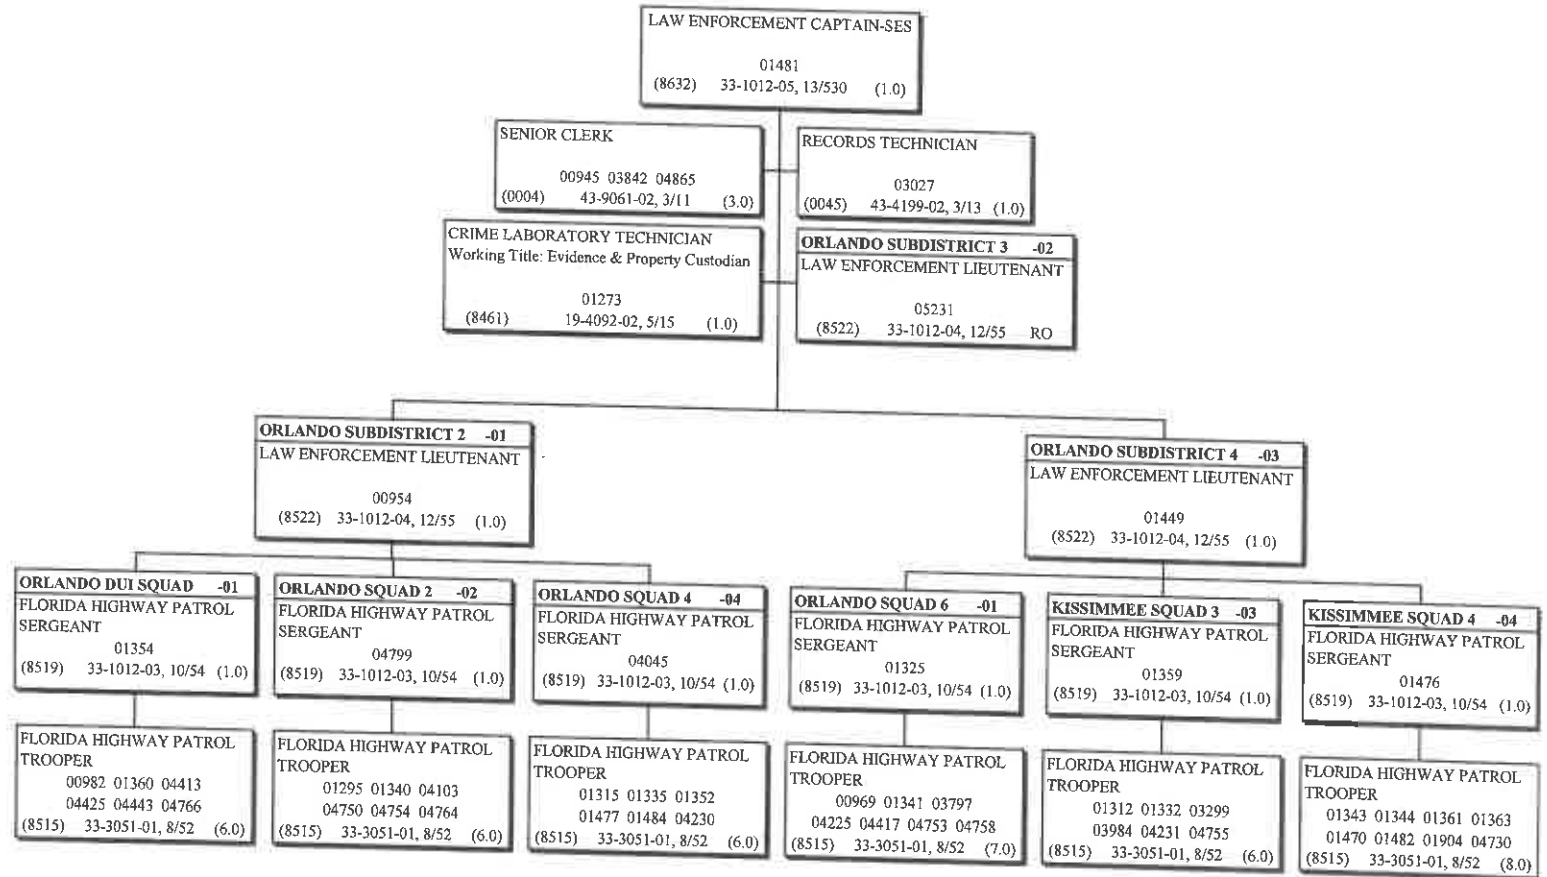 LAW ENFORCEMENT CAPTAIN-SES
01481
(8632) 33-1012-05, 13/530 (1.0)
SENIOR CLERK
00945 03842 04865
(0004) 43-9061-02, 3/11 (3.0)
RECORDS TECHNICIAN
03027
(0045) 43-4199-02, 3/13 (1.0)
CRIME LABORATORY TECHNICIAN
Working Title: Evidence & Property Custodian
01273
(8461) 19-4092-02, 5/15 (1.0)
ORLANDO SUBDISTRICT 3 -02
LAW ENFORCEMENT LIEUTENANT
05231
(8522) 33-1012-04, 12/55 RO
ORLANDO SUBDISTRICT 2 -01
LAW ENFORCEMENT LIEUTENANT
00954
(8522) 33-1012-04, 12/55 (1.0)
ORLANDO SUBDISTRICT 4 -03
LAW ENFORCEMENT LIEUTENANT
01449
(8522) 33-1012-04, 12/55 (1.0)
ORLANDO DUI SQUAD -01
FLORIDA HIGHWAY PATROL
SERGEANT
01354
(8519) 33-1012-03, 10/54 (1.0)
ORLANDO SQUAD 2 -02
FLORIDA HIGHWAY PATROL
SERGEANT
04799
(8519) 33-1012-03, 10/54 (1.0)
ORLANDO SQUAD 4 -04
FLORIDA HIGHWAY PATROL
SERGEANT
04045
(8519) 33-1012-03, 10/54 (1.0)
ORLANDO SQUAD 6 -01
FLORIDA HIGHWAY PATROL
SERGEANT
01325
(8519) 33-1012-03, 10/54 (1.0)
KISSIMMEE SQUAD 3 -03
FLORIDA HIGHWAY PATROL
SERGEANT
01359
(8519) 33-1012-03, 10/54 (1.0)
KISSIMMEE SQUAD 4 -04
FLORIDA HIGHWAY PATROL
SERGEANT
01476
(8519) 33-1012-03, 10/54 (1.0)
FLORIDA HIGHWAY PATROL
TROOPER
00982 01360 04413
04425 04443 04766
(8515) 33-3051-01, 8/52 (6.0)
FLORIDA HIGHWAY PATROL
TROOPER
01295 01340 04103
04750 04754 04764
(8515) 33-3051-01, 8/52 (6.0)
FLORIDA HIGHWAY PATROL
TROOPER
01315 01335 01352
01477 01484 04230
(8515) 33-3051-01, 8/52 (6.0)
FLORIDA HIGHWAY PATROL
TROOPER
00969 01341 03797
04225 04417 04753 04758
(8515) 33-3051-01, 8/52 (7.0)
FLORIDA HIGHWAY PATROL
TROOPER
01312 01332 03299
03984 04231 04755
(8515) 33-3051-01, 8/52 (6.0)
FLORIDA HIGHWAY PATROL
TROOPER
01343 01344 01361 01363
01470 01482 01904 04730
(8515) 33-3051-01, 8/52 (8.0)